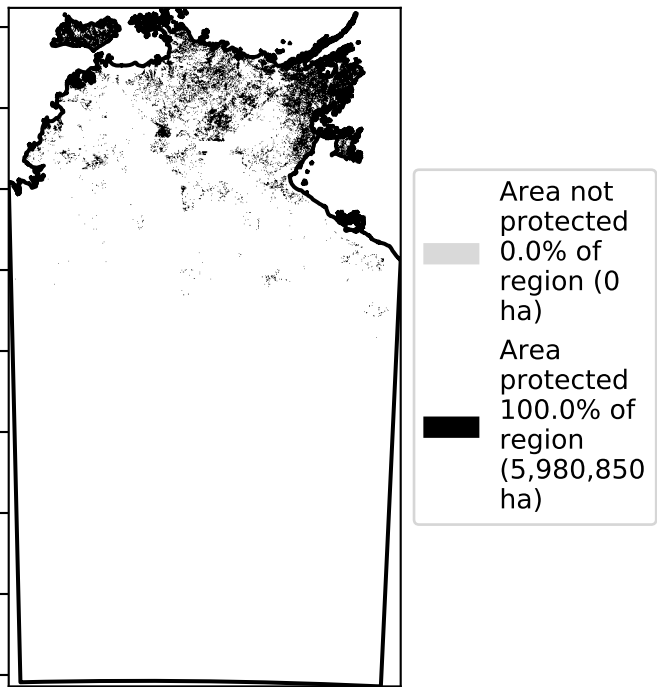 Area not
protected
0.0% of
region (0
ha)
Area
protected
100.0% of
region
(5,980,850
ha)